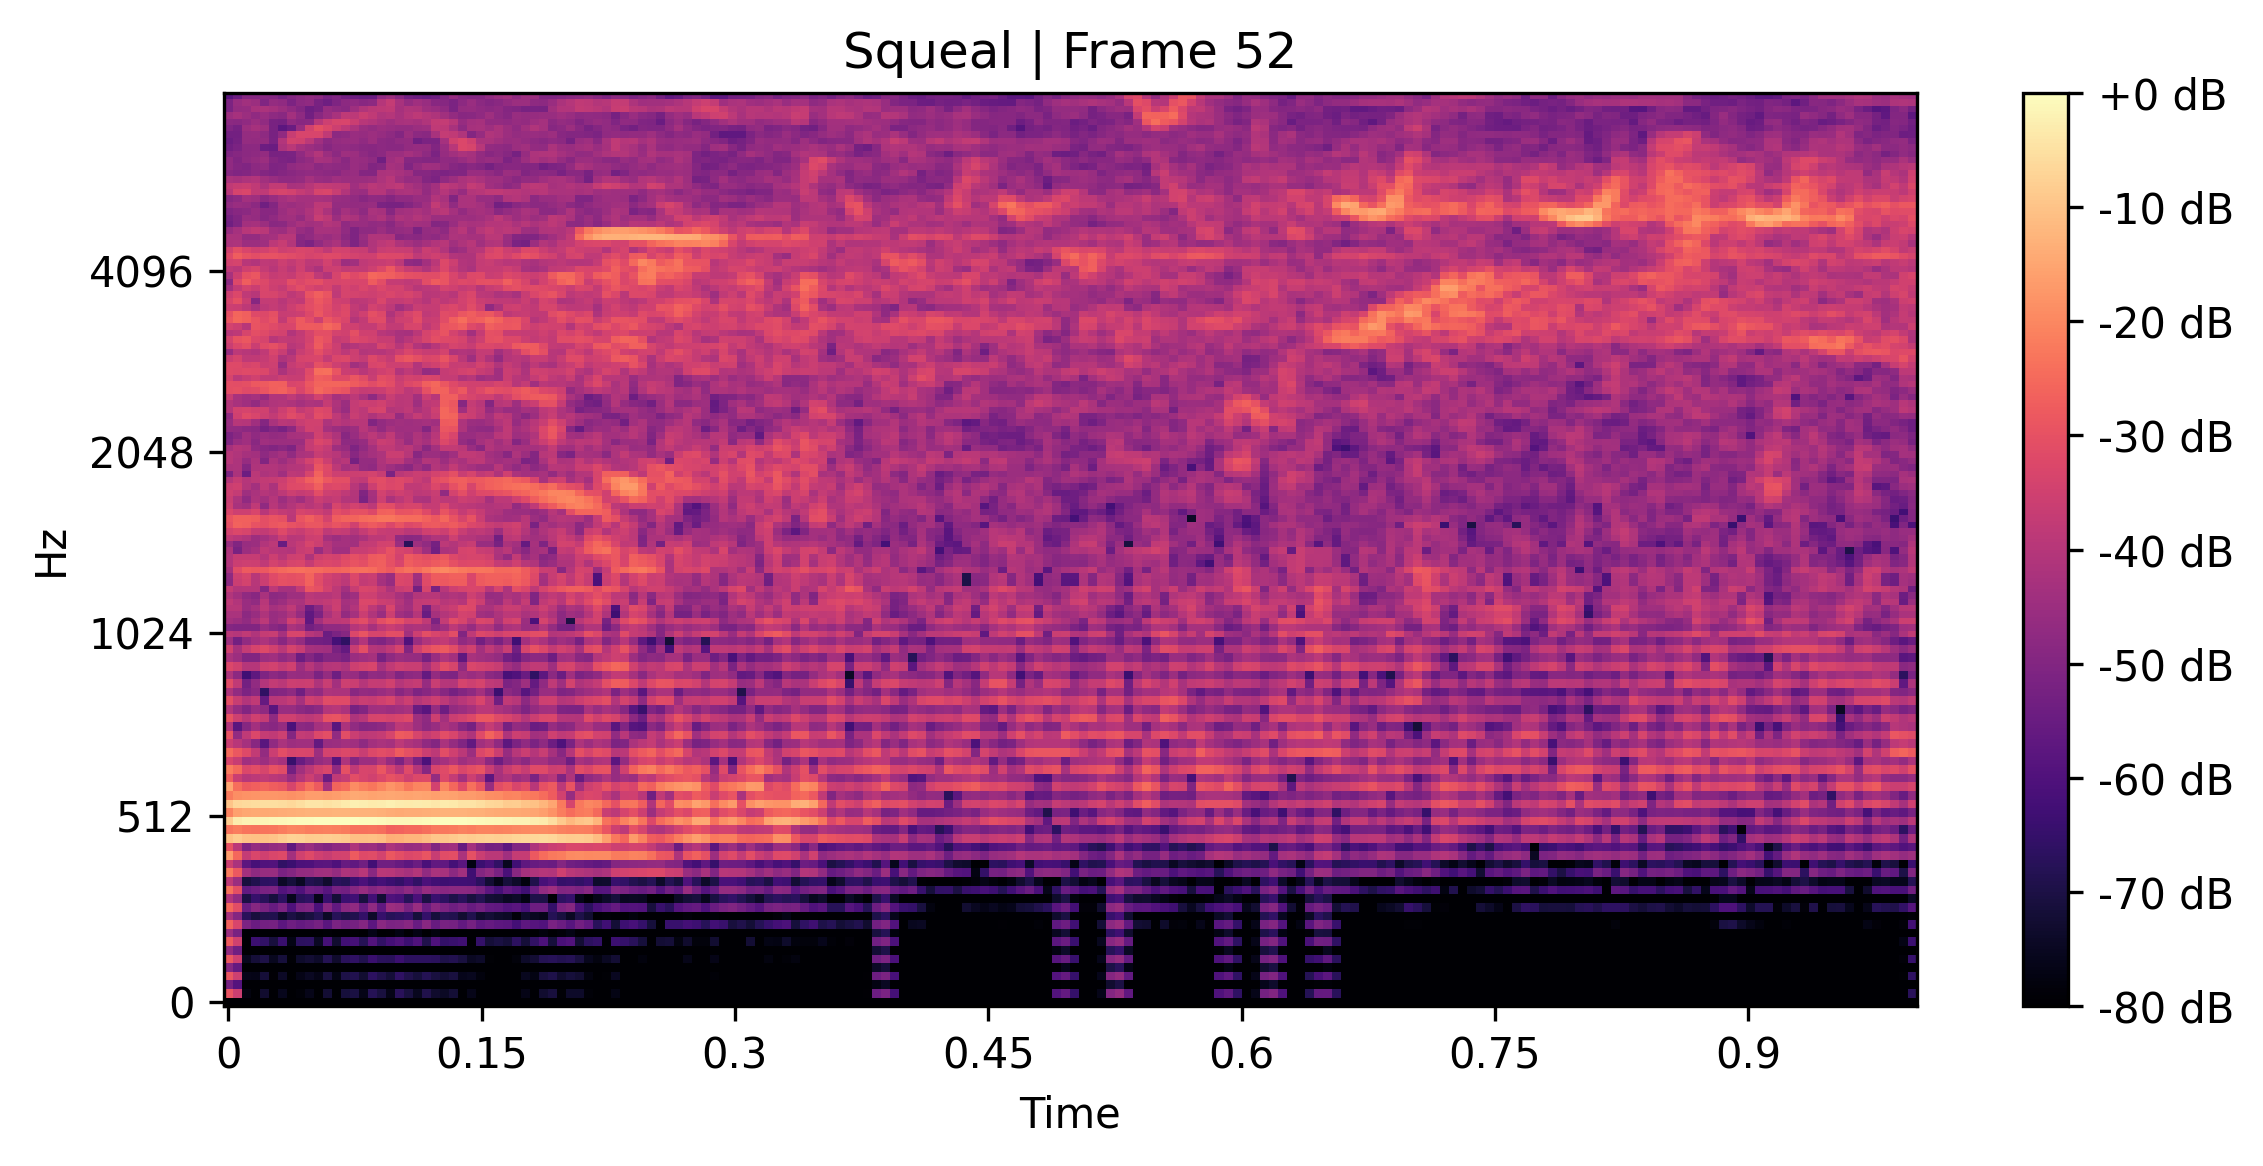 Squeal | Frame 52
+0 dB
-10 dB
-20 dB
-30 dB
-40 dB
-50 dB
-60 dB
-70 dB
-80 dB
Hz
4096
2048
1024
512
0
0 0.15 0.3 0.45 0.6 0.75 0.9
Time